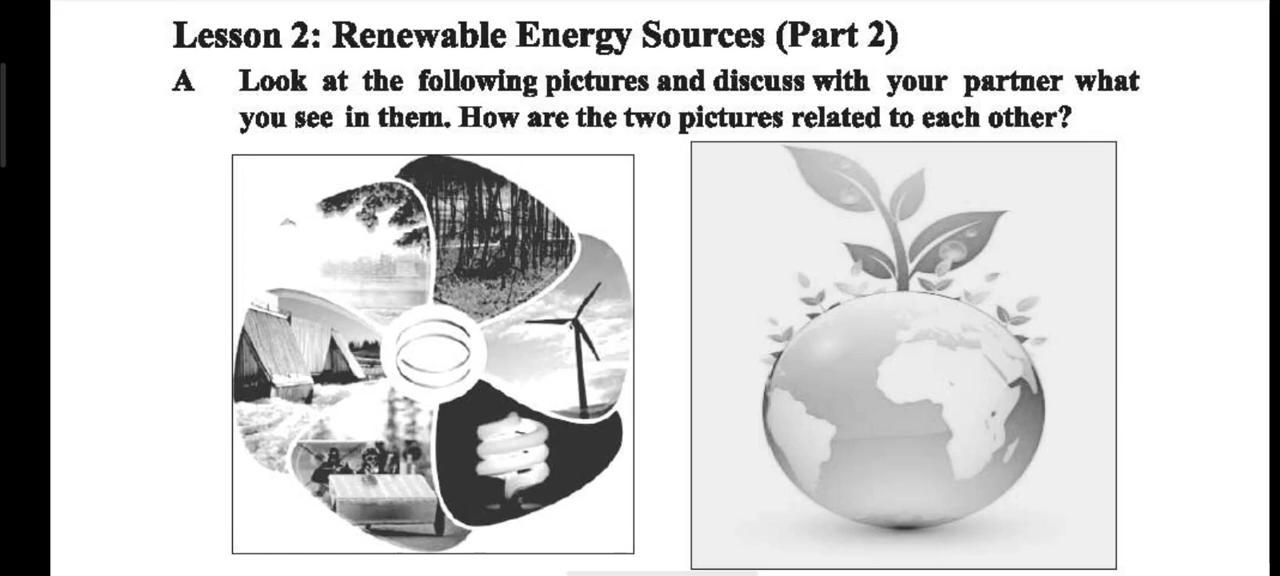 Lesson 2: Renewable Energy Sources (Part 2)
A Look at the following pictures and discuss with your partner what
you see in them. How are the two pictures related to each other?